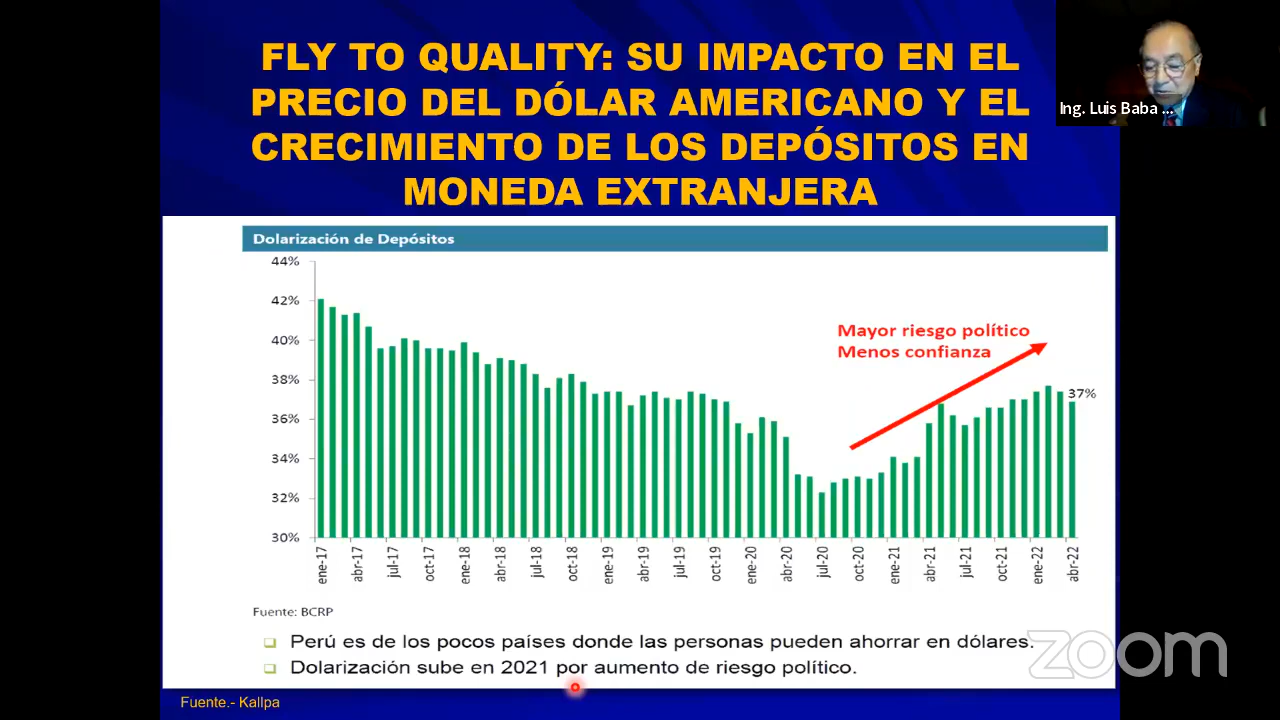 FLY TO QUALITY: SU IMPACTO EN EL
PRECIO DEL DÓLAR AMERICANO Y EL
CRECIMIENTO DE LOS DEPÓSITOS EN
MONEDA EXTRANJERA
Ing. Luis Baba ...
Dolarización de Depósitos
44%
42%
40%
38%
36%
34%
32%
30%
Mayor riesgo político
Menos confianza
37%
ene-17
abr-17
jul-17
oct-17
ene-18
abr-18
jul-18
oct-18
ene-19
abr-19
jul-19
oct-19
ene-20
abr-20
jul-20
oct-20
ene-21
abr-21
jul-21
oct-21
ene-22
abr-22
Fuente: BCRP
Perú es de los pocos países donde las personas pueden ahorrar en dólares.
Dolarización sube en 2021 por aumento de riesgo político.
zoom
Fuente.- Kallpa